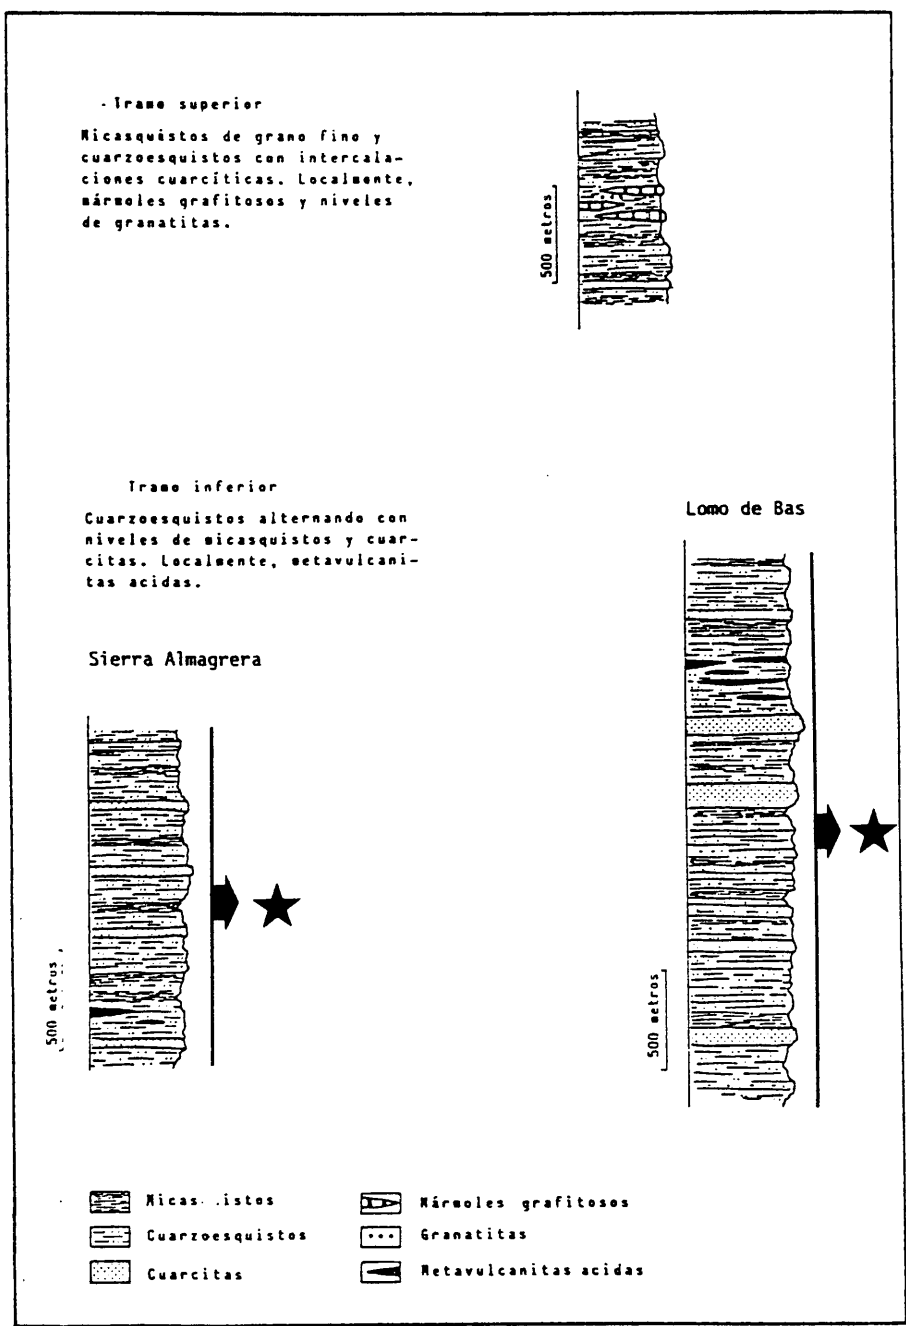 - Tramo superior
Micasquistos de grano fino y
cuarzoesquistos con intercala-
ciones cuarcíticas. Localmente,
mármoles grafitosos y niveles
de granatitas.
500 metros
Tramo inferior
Cuarzoesquistos alternando con
niveles de micasquistos y cuar-
citas. Localmente, metavulcani-
tas acidas.
Lomo de Bas
Sierra Almagrera
500 metros
500 metros
Mármoles grafitosos
Cuarzoesquistos
Granatitas
Cuarcitas
Metavulcanitas acidas